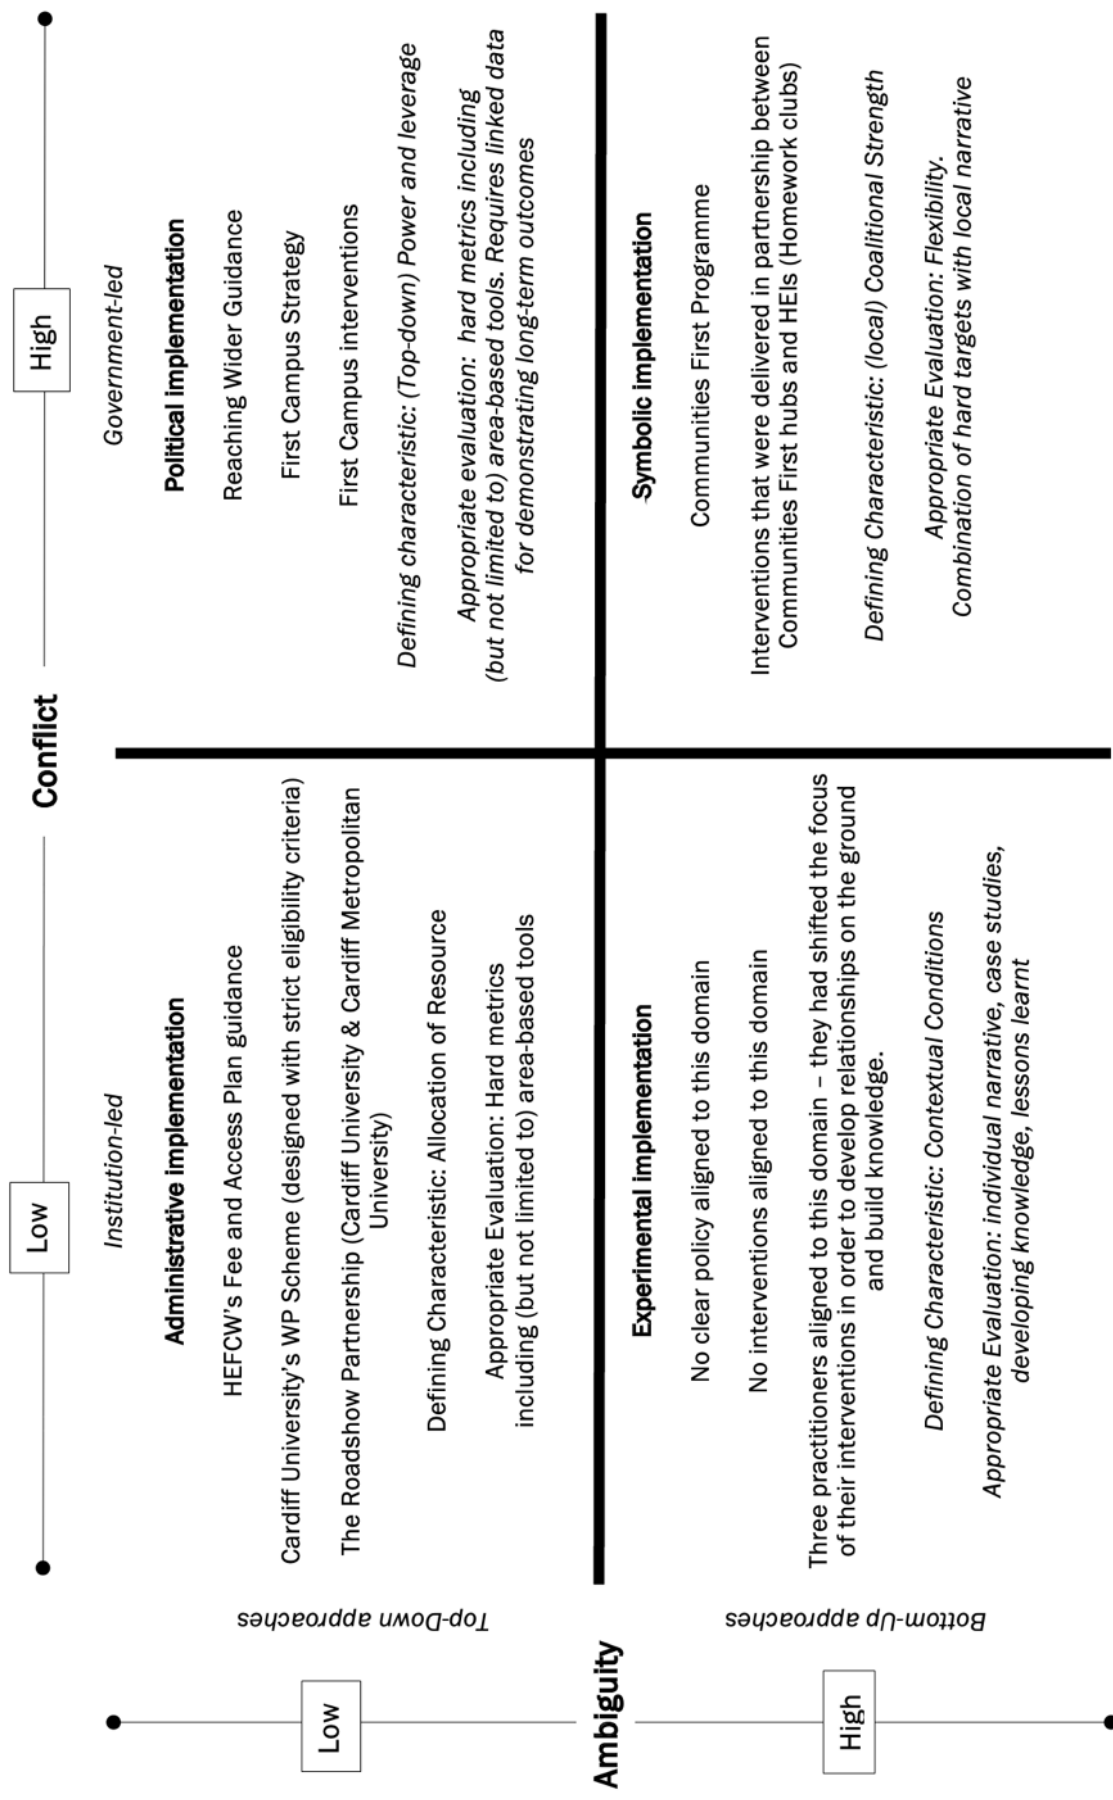 Conflict
Low
High
Institution-led
Government-led
Ambiguity
Low
Top-Down approaches
Administrative implementation
HEFCW's Fee and Access Plan guidance
Cardiff University's WP Scheme (designed with strict eligibility criteria)
The Roadshow Partnership (Cardiff University & Cardiff Metropolitan
University)
Defining Characteristic: Allocation of Resource
Appropriate Evaluation: Hard metrics
including (but not limited to) area-based tools
Political implementation
Reaching Wider Guidance
First Campus Strategy
First Campus interventions
Defining characteristic: (Top-down) Power and leverage
Appropriate evaluation: hard metrics including
(but not limited to) area-based tools. Requires linked data
for demonstrating long-term outcomes
High
Bottom-Up approaches
Experimental implementation
No clear policy aligned to this domain
No interventions aligned to this domain
Three practitioners aligned to this domain – they had shifted the focus
of their interventions in order to develop relationships on the ground
and build knowledge.
Defining Characteristic: Contextual Conditions
Appropriate Evaluation: individual narrative, case studies,
developing knowledge, lessons learnt
Symbolic implementation
Communities First Programme
Interventions that were delivered in partnership between
Communities First hubs and HEIs (Homework clubs)
Defining Characteristic: (local) Coalitional Strength
Appropriate Evaluation: Flexibility.
Combination of hard targets with local narrative